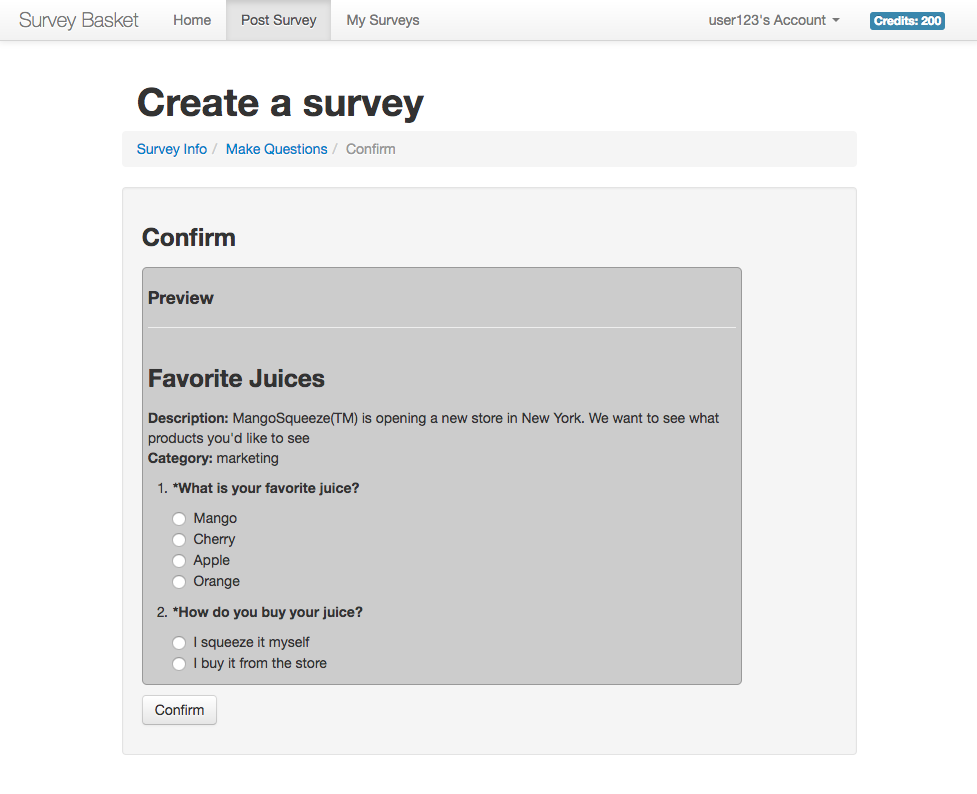 Survey Basket Home Post Survey My Surveys user123's Account Credits: 200
Create a survey
Survey Info / Make Questions / Confirm
Confirm
Preview
Favorite Juices
Description: MangoSqueeze(TM) is opening a new store in New York. We want to see what
products you'd like to see
Category: marketing
1. *What is your favorite juice?
Mango
Cherry
Apple
Orange
2. *How do you buy your juice?
I squeeze it myself
I buy it from the store
Confirm